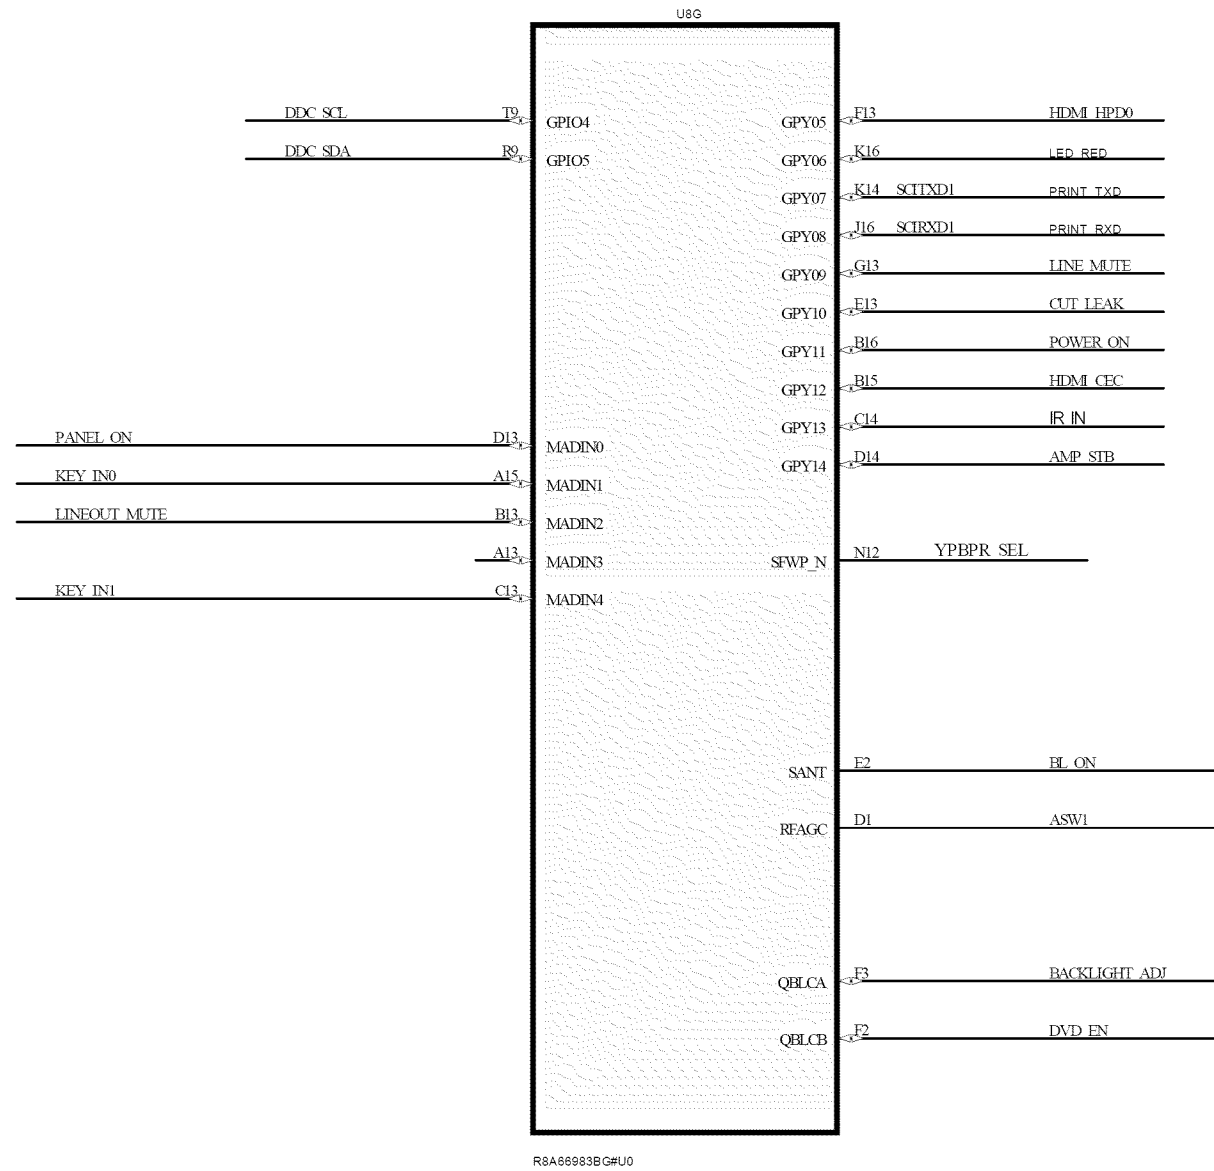 U8G
DDC SCL T9 GPIO4 GPY05 F13 HDMI HPD0
DDC SDA R9 GPIO5 GPY06 K16 LED RED
GPY07 K14 SCITXD1 PRINT TXD
GPY08 J16 SCIRXD1 PRINT RXD
GPY09 G13 LINE MUTE
GPY10 E13 CUT LEAK
GPY11 B16 POWER ON
GPY12 B15 HDMI CEC
GPY13 C14 IR IN
PANEL ON D13 MADIN0
GPY14 D14 AMP STB
KEY IN0 A15 MADIN1
LINEOUT MUTE B13 MADIN2
A13 MADIN3 SFWP_N N12 YPBPR SEL
KEY IN1 C13 MADIN4
SANT E2 BL ON
RFAGC D1 ASW1
QBLCA F3 BACKLIGHT ADJ
QBLCB F2 DVD EN
R8A66983BG#U0